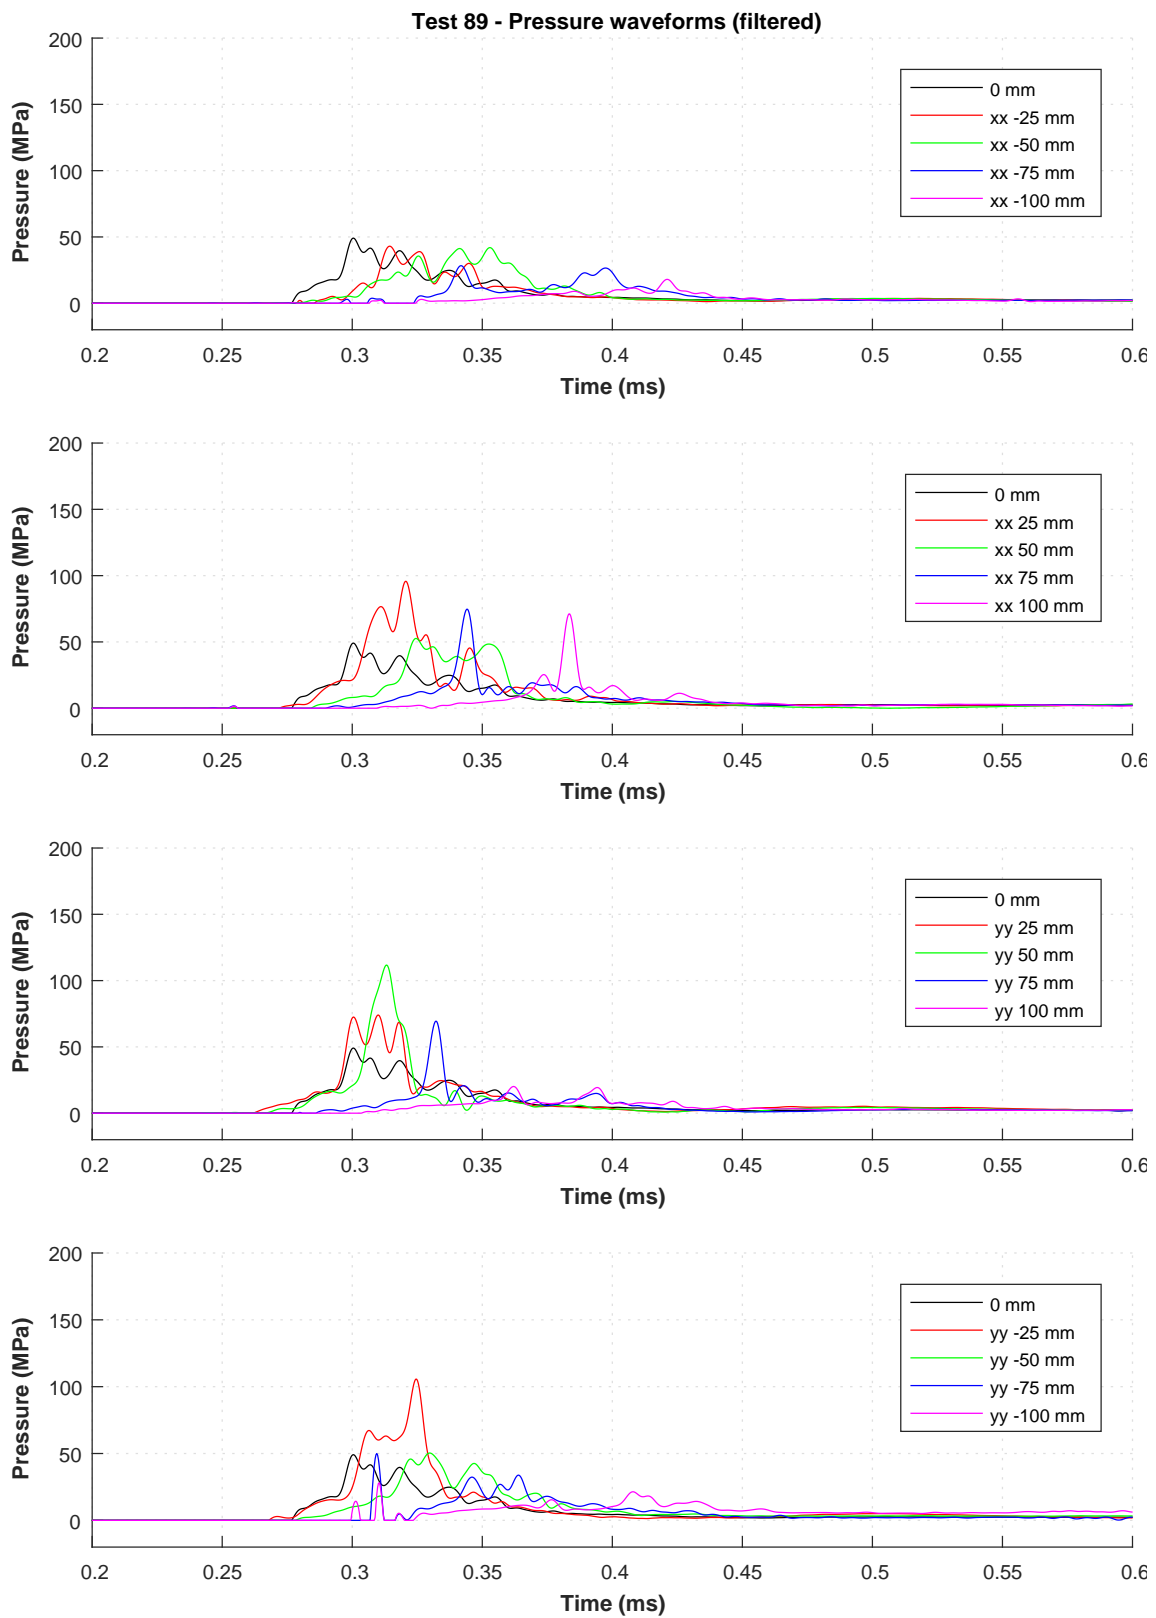 Test 89 - Pressure waveforms (filtered)
200
150
100
50
0
Pressure (MPa)
0 mm
xx -25 mm
xx -50 mm
xx -75 mm
xx -100 mm
0.2 0.25 0.3 0.35 0.4 0.45 0.5 0.55 0.6
Time (ms)
200
150
100
50
0
Pressure (MPa)
0 mm
xx 25 mm
xx 50 mm
xx 75 mm
xx 100 mm
0.2 0.25 0.3 0.35 0.4 0.45 0.5 0.55 0.6
Time (ms)
200
150
100
50
0
Pressure (MPa)
0 mm
yy 25 mm
yy 50 mm
yy 75 mm
yy 100 mm
0.2 0.25 0.3 0.35 0.4 0.45 0.5 0.55 0.6
Time (ms)
200
150
100
50
0
Pressure (MPa)
0 mm
yy -25 mm
yy -50 mm
yy -75 mm
yy -100 mm
0.2 0.25 0.3 0.35 0.4 0.45 0.5 0.55 0.6
Time (ms)